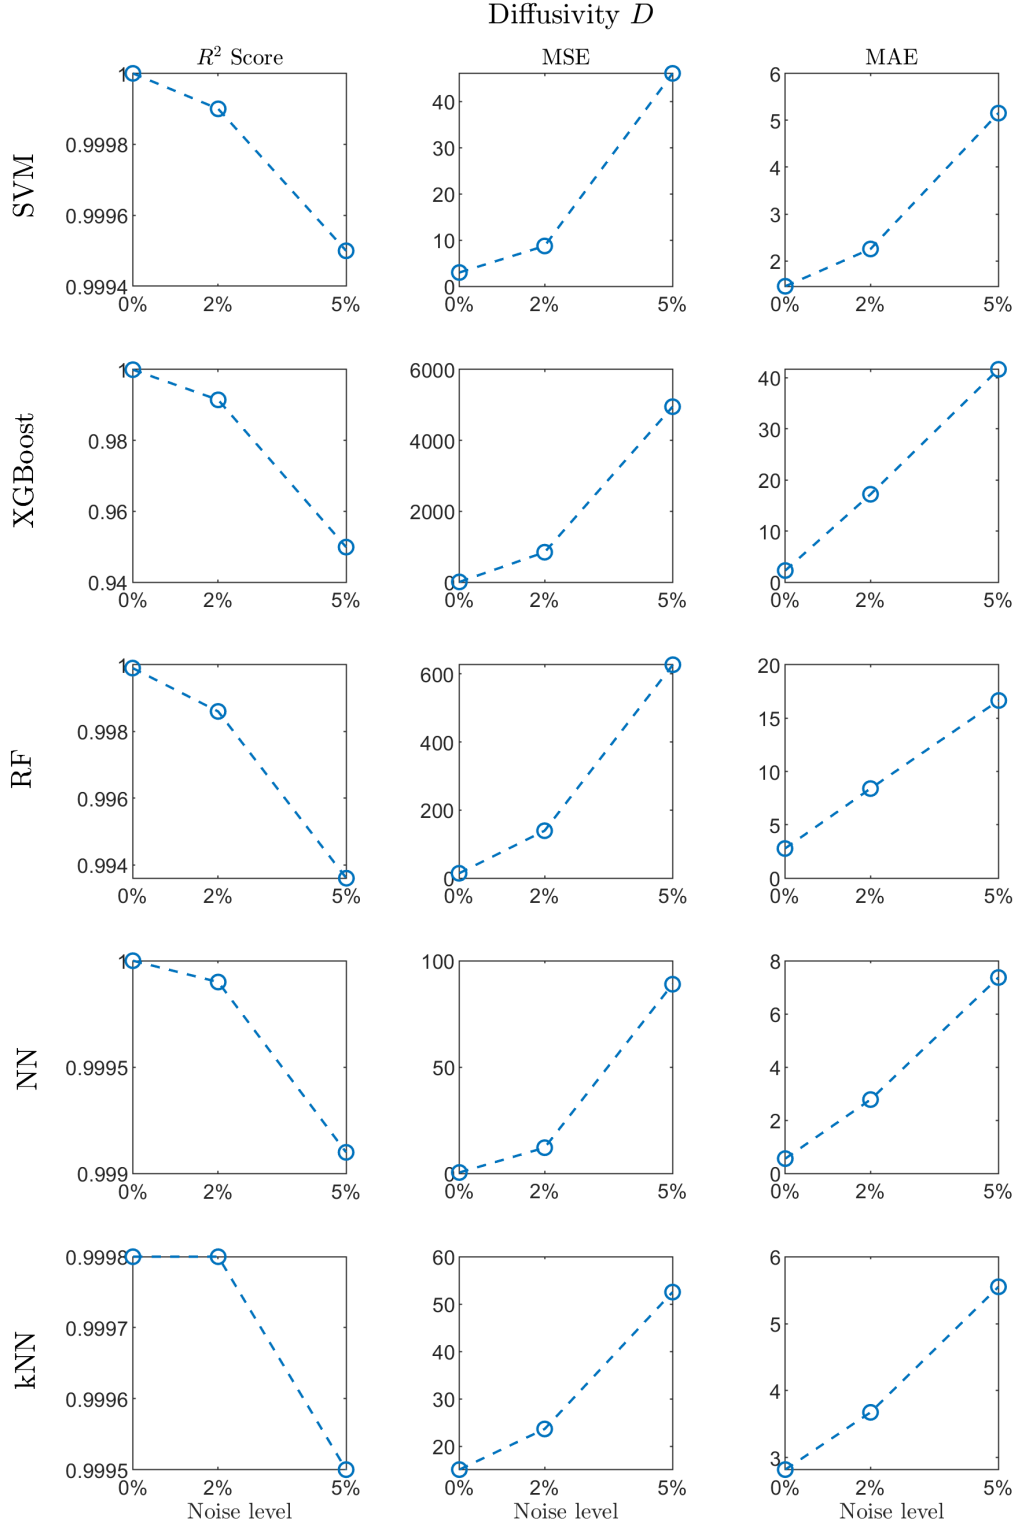 Diffusivity D
R² Score MSE MAE
SVM
1
0.9998
0.9996
0.9994
0% 2% 5%
40
30
20
10
0
0% 2% 5%
6
5
4
3
2
0% 2% 5%
XGBoost
1
0.98
0.96
0.94
0% 2% 5%
6000
4000
2000
0
0% 2% 5%
40
30
20
10
0
0% 2% 5%
RF
1
0.998
0.996
0.994
0% 2% 5%
600
400
200
0
0% 2% 5%
20
15
10
5
0
0% 2% 5%
NN
1
0.9995
0.999
0% 2% 5%
100
50
0
0% 2% 5%
8
6
4
2
0
0% 2% 5%
kNN
0.9998
0.9997
0.9996
0.9995
0% 2% 5%
Noise level
60
50
40
30
20
0% 2% 5%
Noise level
6
5
4
3
0% 2% 5%
Noise level